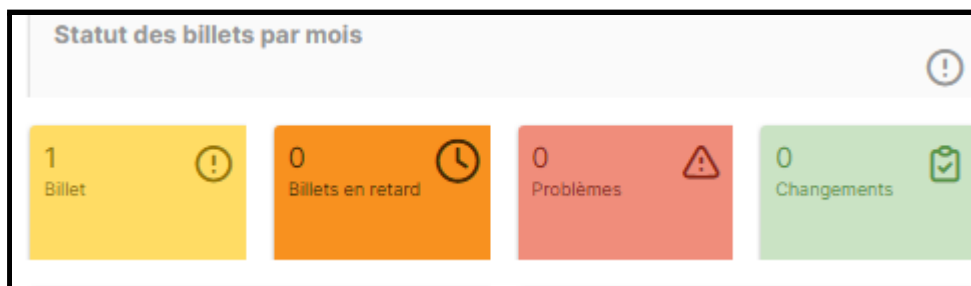 Statut des billets par mois
1
Billet
0
Billets en retard
0
Problèmes
0
Changements